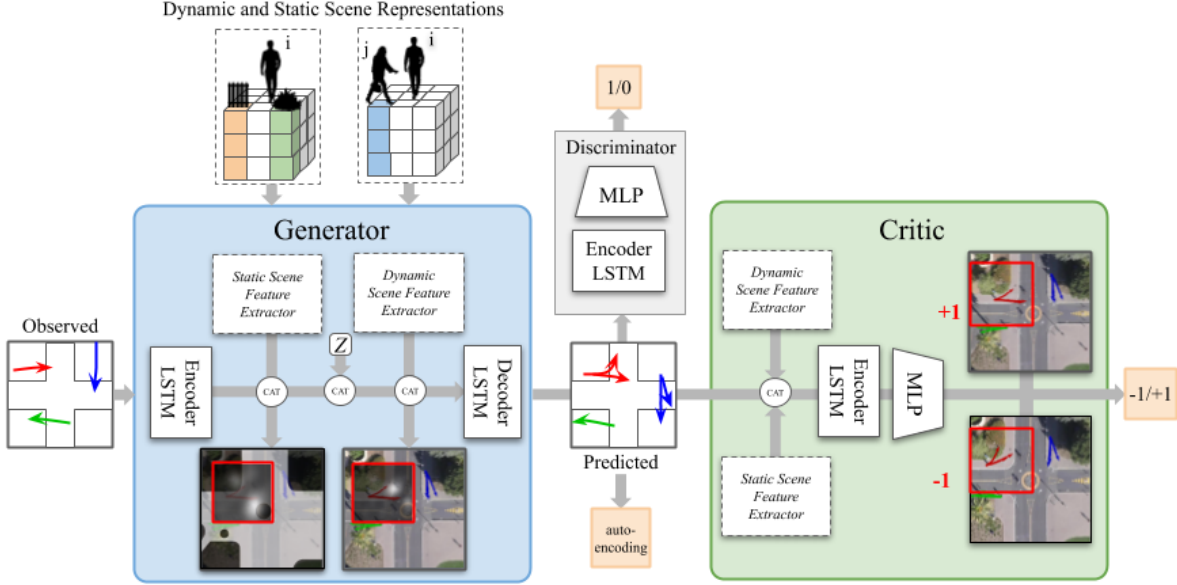 Dynamic and Static Scene Representations
i
j
i
1/0
Discriminator
MLP
Encoder
LSTM
Generator
Static Scene
Feature
Extractor
Dynamic
Scene Feature
Extractor
Z
Observed
Encoder
LSTM
CAT
CAT
CAT
Decoder
LSTM
Predicted
auto-
encoding
Critic
Dynamic
Scene Feature
Extractor
CAT
Encoder
LSTM
MLP
Static Scene
Feature
Extractor
+1
-1
-1/+1